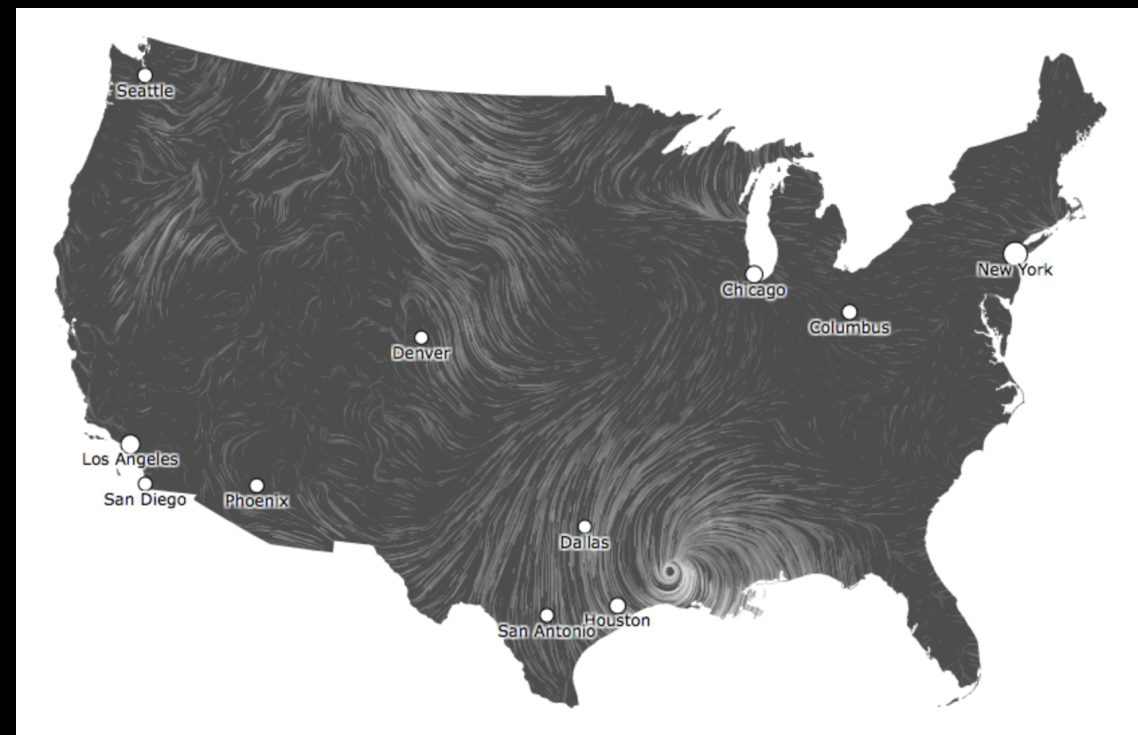 Seattle
New York
Chicago
Columbus
Denver
Los Angeles
San Diego
Phoenix
Dallas
Houston
San Antonio